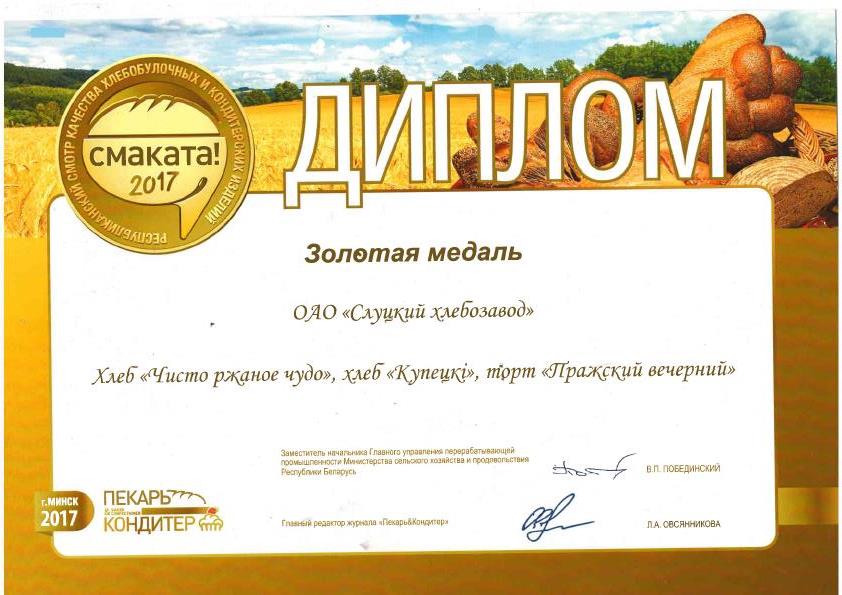 ДИПЛОМ
РЕСПУБЛИКАНСКИЙ СМОТР КАЧЕСТВА ХЛЕБОБУЛОЧНЫХ И КОНДИТЕРСКИХ ИЗДЕЛИЙ
смаката!
2017
Золотая медаль
ОАО «Слуцкий хлебозавод»
Хлеб «Чисто ржаное чудо», хлеб «Купецкі», торт «Пражский вечерний»
Заместитель начальника Главного управления перерабатывающей
промышленности Министерства сельского хозяйства и продовольствия
Республики Беларусь
В.П. ПОБЕДИНСКИЙ
г.МИНСК
2017
ПЕКАРЬ
КОНДИТЕР
Главный редактор журнала «Пекарь&Кондитер»
Л.А. ОВСЯННИКОВА